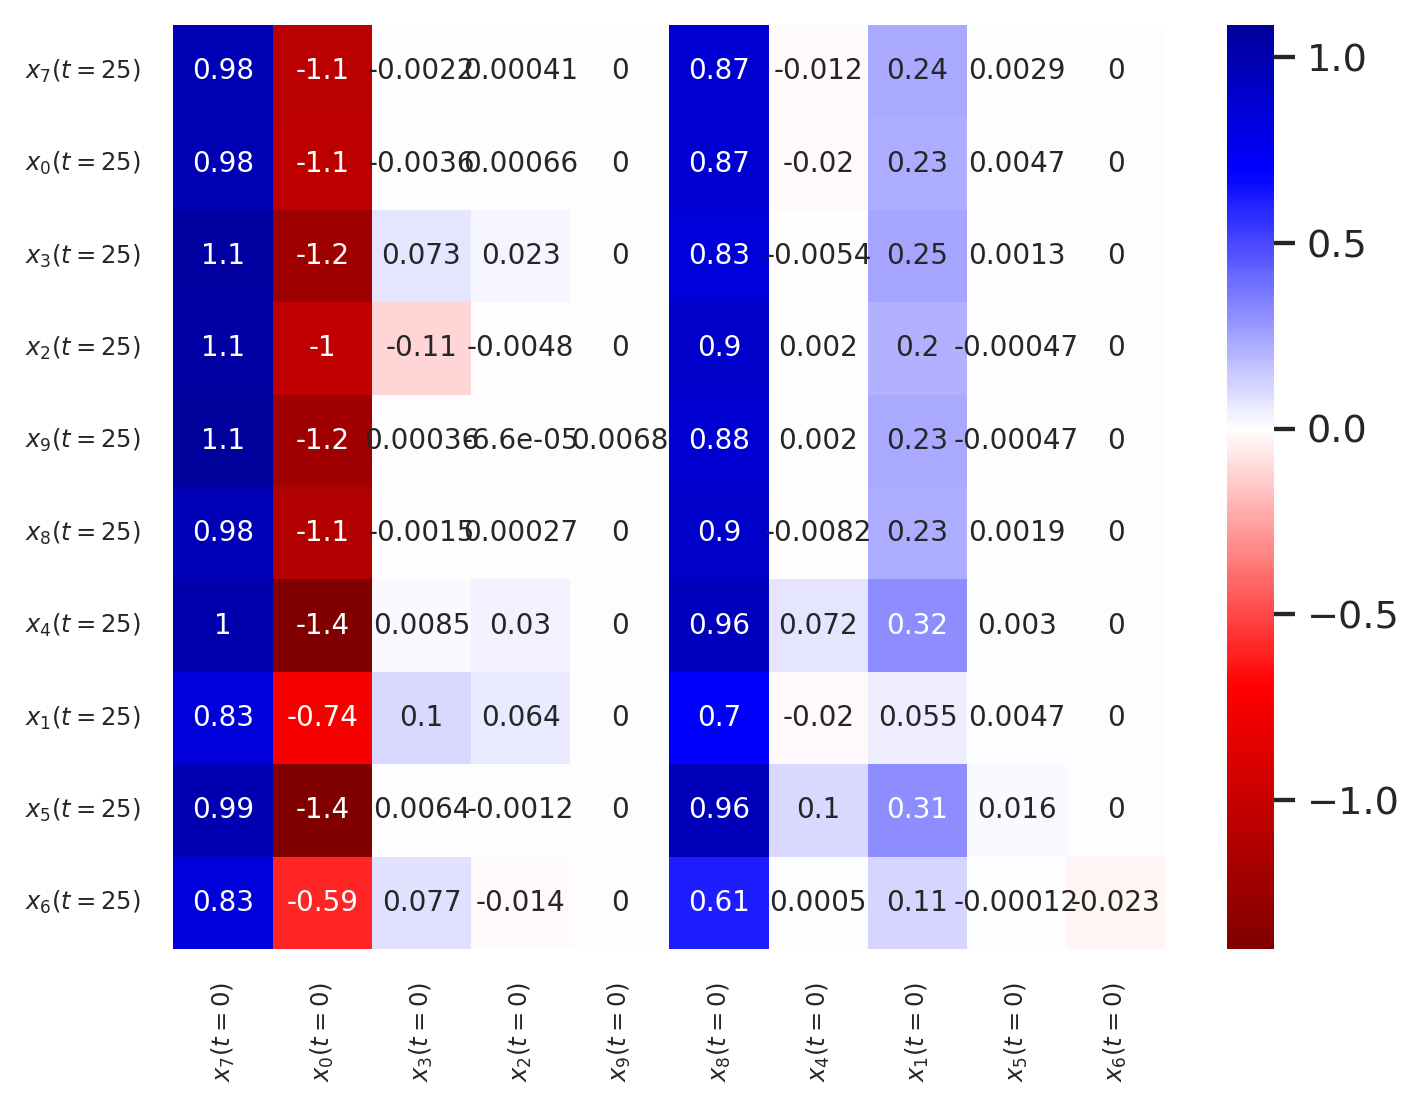 x₇(t = 25) 0.98 -1.1 -0.0022 0.00041 0 0.87 -0.012 0.24 0.0029 0
x₀(t = 25) 0.98 -1.1 -0.0036 0.00066 0 0.87 -0.02 0.23 0.0047 0
x₃(t = 25) 1.1 -1.2 0.073 0.023 0 0.83 -0.0054 0.25 0.0013 0
x₂(t = 25) 1.1 -1 -0.11 -0.0048 0 0.9 0.002 0.2 -0.00047 0
x₉(t = 25) 1.1 -1.2 0.00036 -6.6e-05 0.0068 0.88 0.002 0.23 -0.00047 0
x₈(t = 25) 0.98 -1.1 -0.0015 0.00027 0 0.9 -0.0082 0.23 0.0019 0
x₄(t = 25) 1 -1.4 0.0085 0.03 0 0.96 0.072 0.32 0.003 0
x₁(t = 25) 0.83 -0.74 0.1 0.064 0 0.7 -0.02 0.055 0.0047 0
x₅(t = 25) 0.99 -1.4 0.0064 -0.0012 0 0.96 0.1 0.31 0.016 0
x₆(t = 25) 0.83 -0.59 0.077 -0.014 0 0.61 0.0005 0.11 -0.00012 -0.023
x₇(t = 0)
x₀(t = 0)
x₃(t = 0)
x₂(t = 0)
x₉(t = 0)
x₈(t = 0)
x₄(t = 0)
x₁(t = 0)
x₅(t = 0)
x₆(t = 0)
1.0
0.5
0.0
−0.5
−1.0